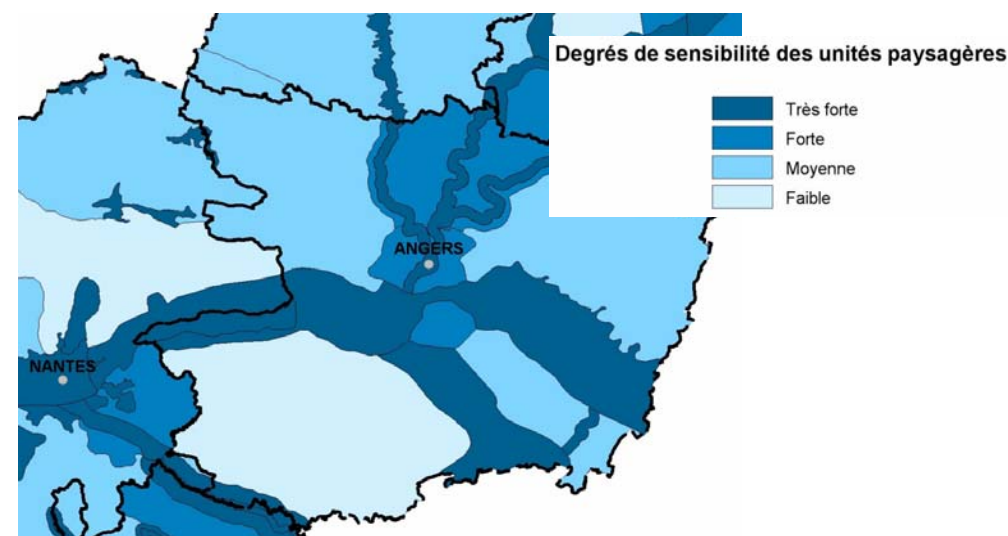 Degrés de sensibilité des unités paysagères
Très forte
Forte
Moyenne
Faible
ANGERS
NANTES